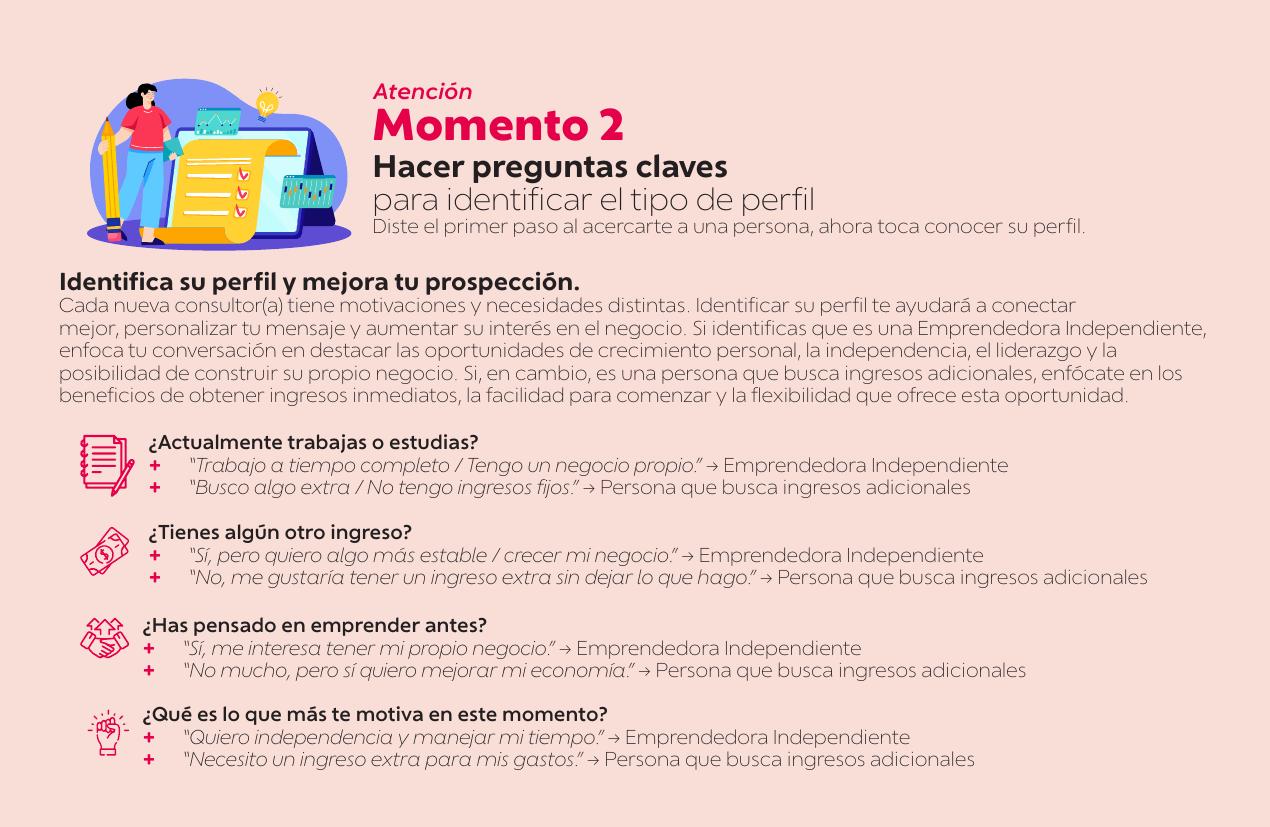 Atención
Momento 2
Hacer preguntas claves
para identificar el tipo de perfil
Diste el primer paso al acercarte a una persona, ahora toca conocer su perfil.
Identifica su perfil y mejora tu prospección.
Cada nueva consultor(a) tiene motivaciones y necesidades distintas. Identificar su perfil te ayudará a conectar
mejor, personalizar tu mensaje y aumentar su interés en el negocio. Si identificas que es una Emprendedora Independiente,
enfoca tu conversación en destacar las oportunidades de crecimiento personal, la independencia, el liderazgo y la
posibilidad de construir su propio negocio. Si, en cambio, es una persona que busca ingresos adicionales, enfócate en los
beneficios de obtener ingresos inmediatos, la facilidad para comenzar y la flexibilidad que ofrece esta oportunidad.
¿Actualmente trabajas o estudias?
+ “Trabajo a tiempo completo / Tengo un negocio propio.” → Emprendedora Independiente
+ “Busco algo extra / No tengo ingresos fijos.” → Persona que busca ingresos adicionales
¿Tienes algún otro ingreso?
+ “Sí, pero quiero algo más estable / crecer mi negocio.” → Emprendedora Independiente
+ “No, me gustaría tener un ingreso extra sin dejar lo que hago.” → Persona que busca ingresos adicionales
¿Has pensado en emprender antes?
+ “Sí, me interesa tener mi propio negocio.” → Emprendedora Independiente
+ “No mucho, pero sí quiero mejorar mi economía.” → Persona que busca ingresos adicionales
¿Qué es lo que más te motiva en este momento?
+ “Quiero independencia y manejar mi tiempo.” → Emprendedora Independiente
+ “Necesito un ingreso extra para mis gastos.” → Persona que busca ingresos adicionales